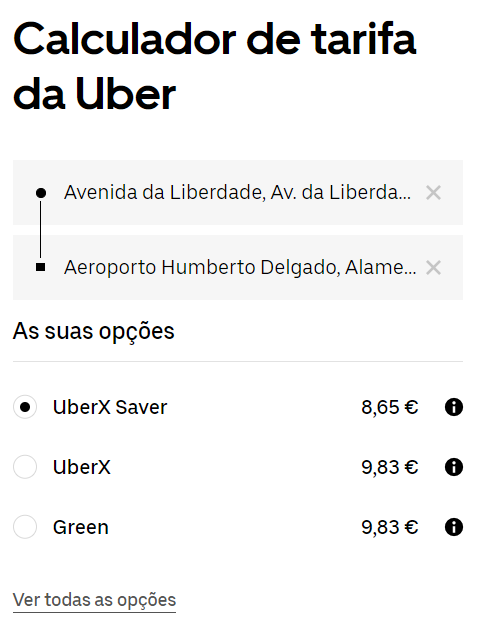 Calculador de tarifa
da Uber
Avenida da Liberdade, Av. da Liberda...
Aeroporto Humberto Delgado, Alame...
As suas opções
UberX Saver 8,65 €
UberX 9,83 €
Green 9,83 €
Ver todas as opções